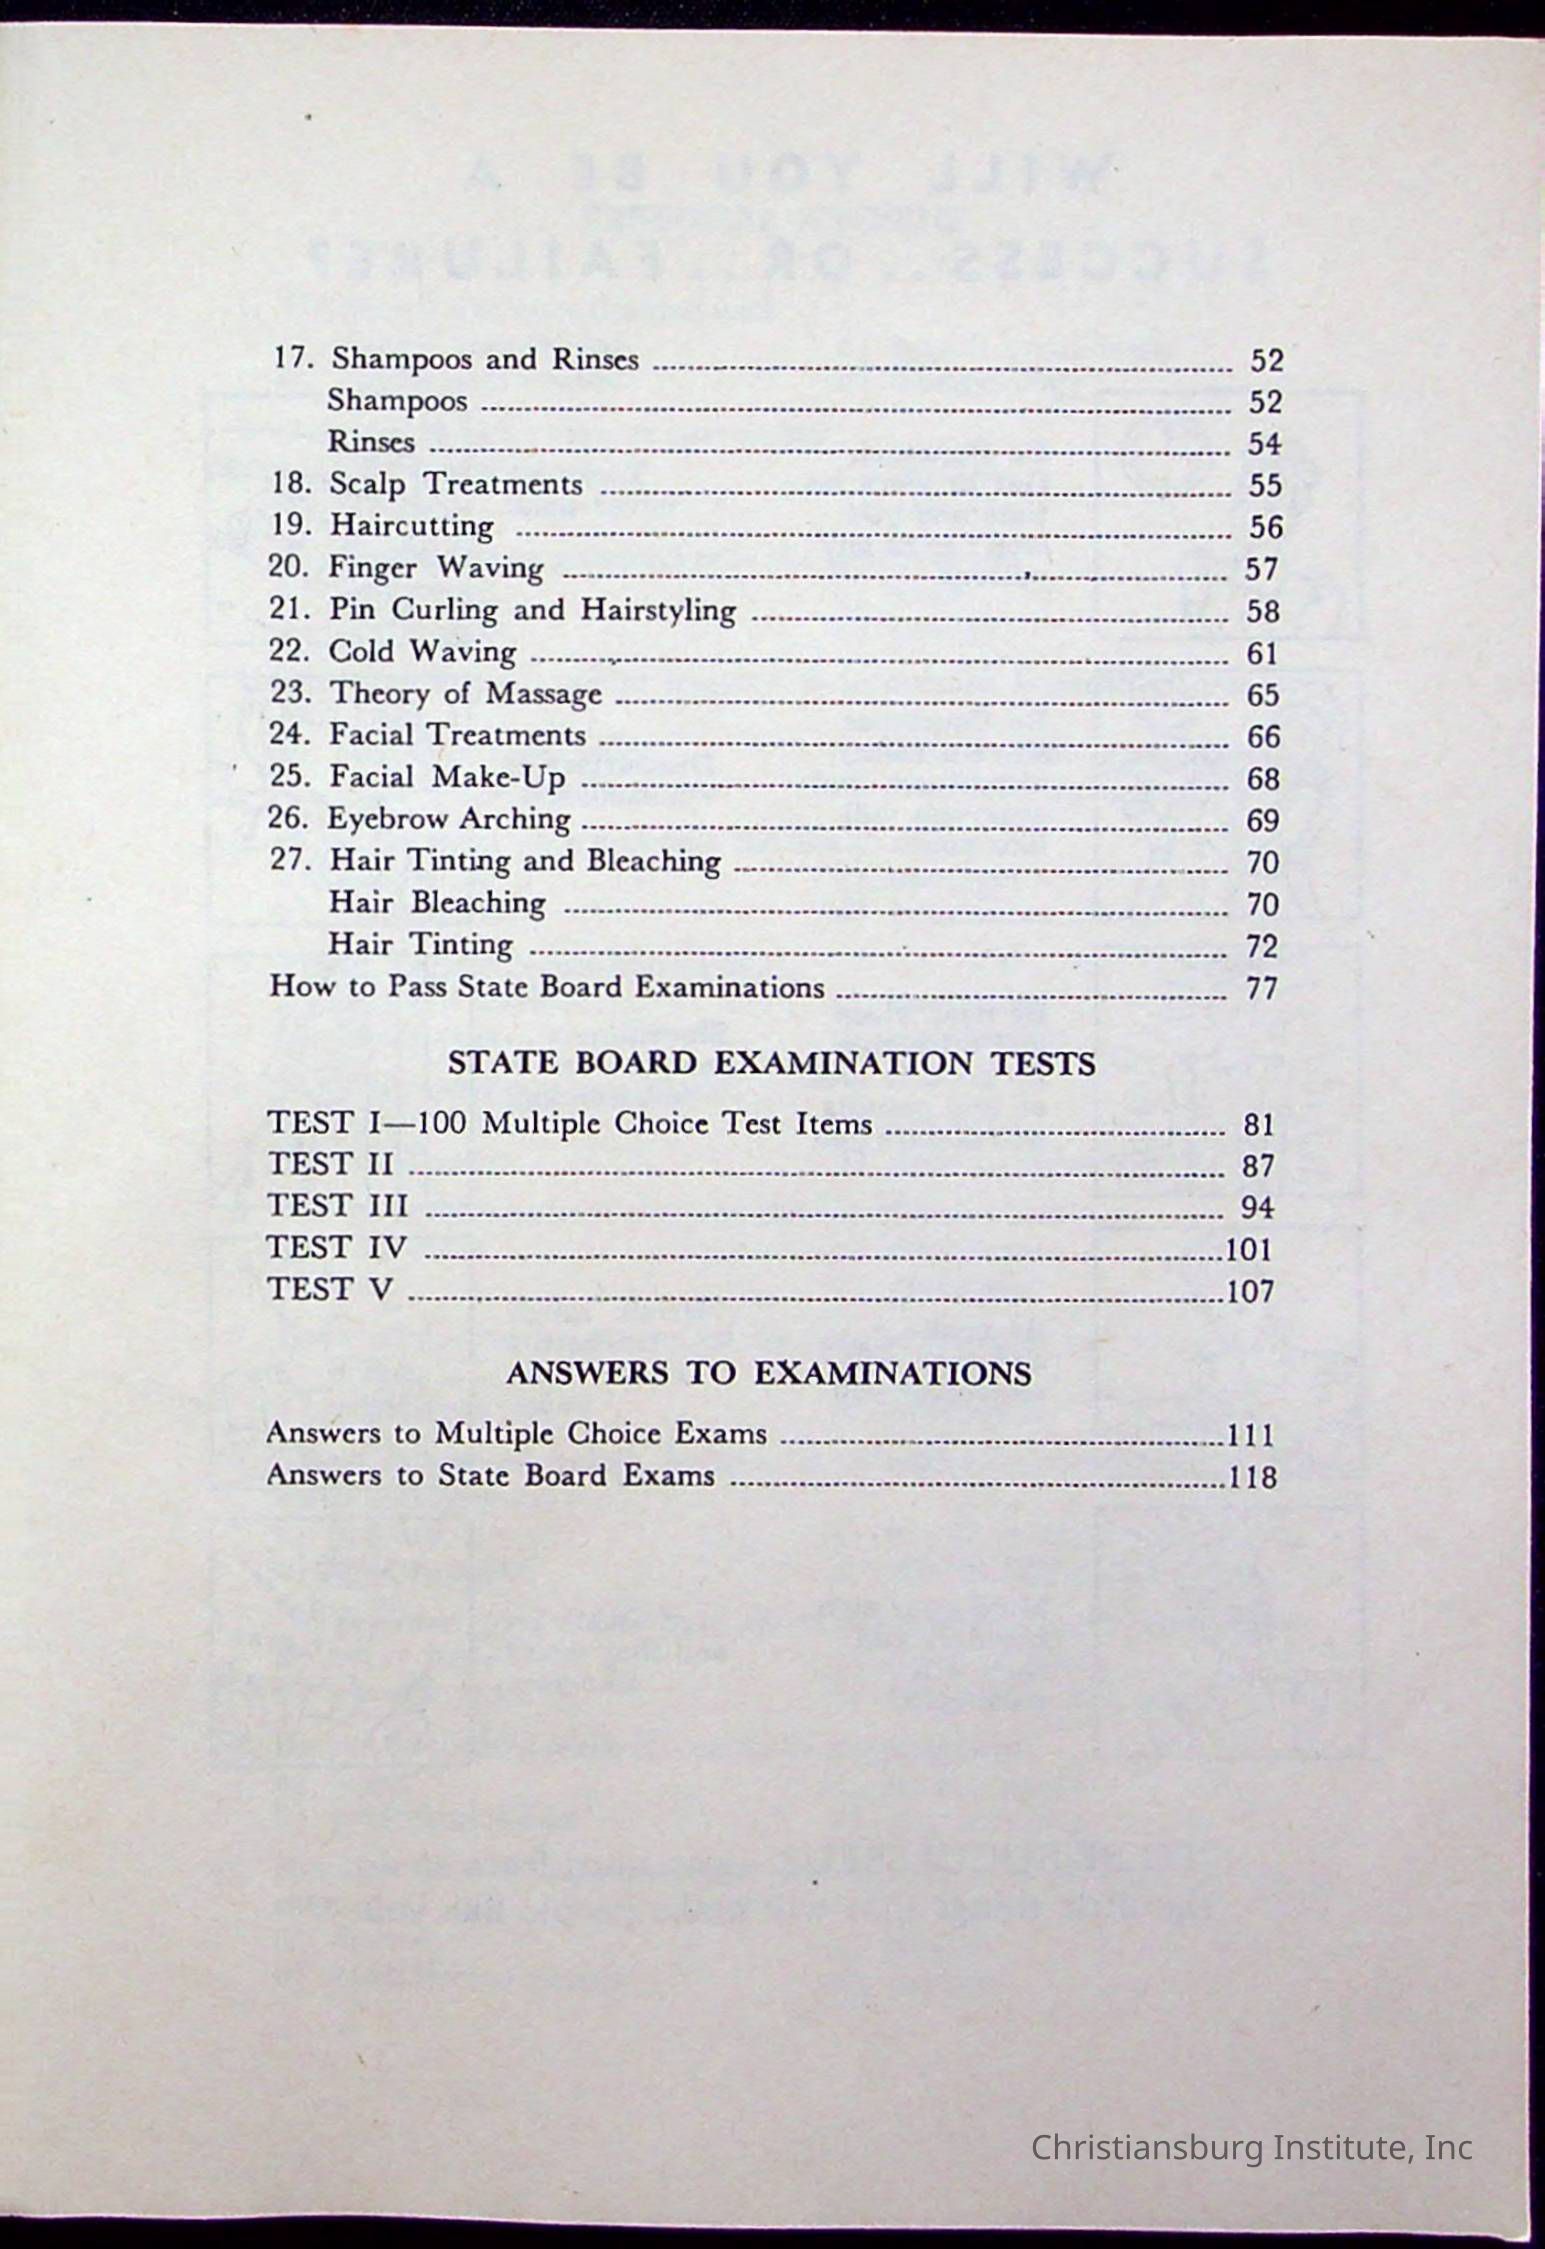 17. Shampoos and Rinses ........ 52
Shampoos ........ 52
Rinses ........ 54
18. Scalp Treatments ........ 55
19. Haircutting ........ 56
20. Finger Waving ........ 57
21. Pin Curling and Hairstyling ........ 58
22. Cold Waving ........ 61
23. Theory of Massage ........ 65
24. Facial Treatments ........ 66
25. Facial Make-Up ........ 68
26. Eyebrow Arching ........ 69
27. Hair Tinting and Bleaching ........ 70
Hair Bleaching ........ 70
Hair Tinting ........ 72
How to Pass State Board Examinations ........ 77
STATE BOARD EXAMINATION TESTS
TEST I—100 Multiple Choice Test Items ........ 81
TEST II ........ 87
TEST III ........ 94
TEST IV ........ 101
TEST V ........ 107
ANSWERS TO EXAMINATIONS
Answers to Multiple Choice Exams ........ 111
Answers to State Board Exams ........ 118
Christiansburg Institute, Inc